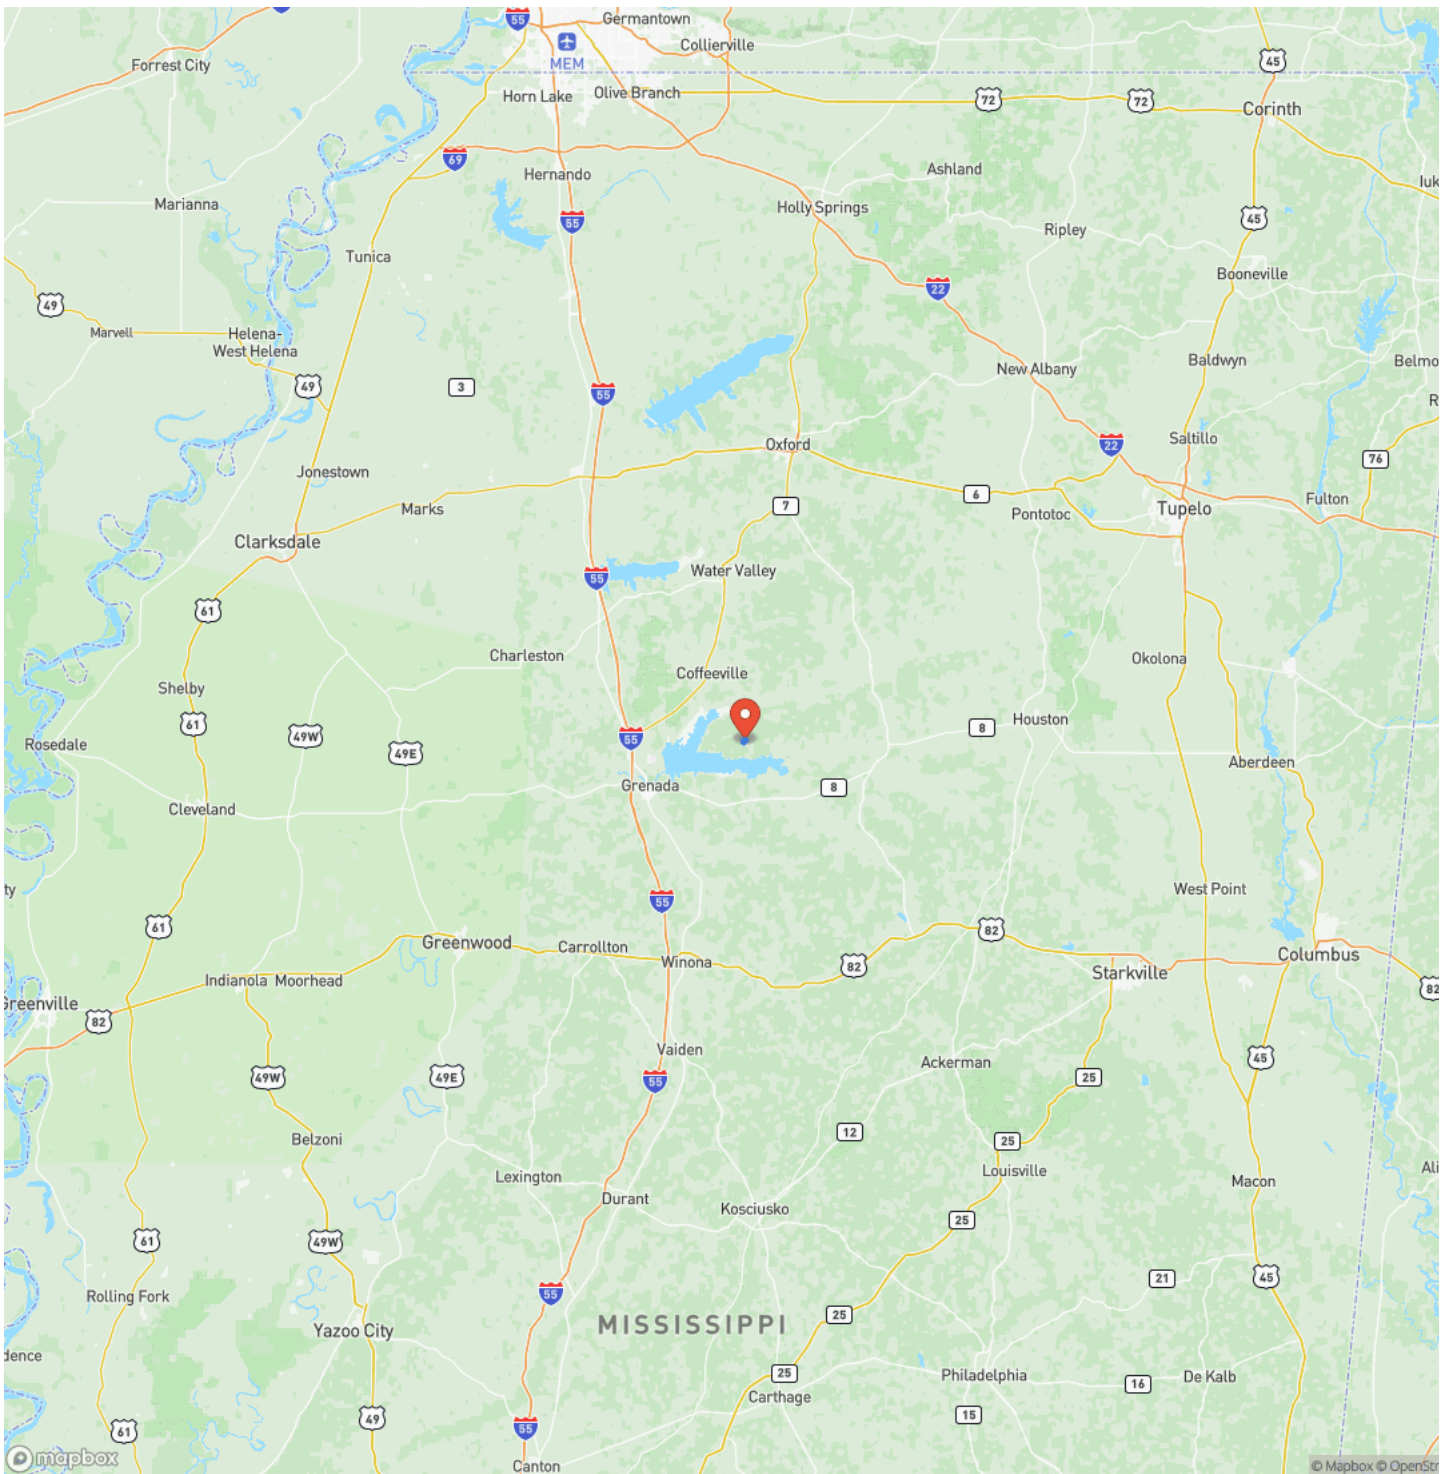 55
Germantown
Collierville
MEM
Forrest City
45
Horn Lake
Olive Branch
72
72
Corinth
69
Hernando
Ashland
Iuk
Marianna
55
Holly Springs
45
Ripley
Tunica
Booneville
49
22
Marvell
Helena-
West Helena
49
3
55
New Albany
Baldwyn
Belmo
R
Oxford
22
Saltillo
76
Jonestown
6
Fulton
Marks
7
Pontotoc
Tupelo
Clarksdale
55
Water Valley
61
Charleston
Coffeeville
Okolona
Shelby
61
49W
49E
55
8
Houston
Rosedale
Grenada
8
Aberdeen
Cleveland
ty
55
West Point
61
Greenwood
Carrollton
82
Winona
82
Columbus
Indianola
Moorhead
Starkville
82
Greenville
82
Vaiden
45
Ackerman
49W
49E
55
25
Belzoni
12
25
Lexington
Louisville
Ali
Durant
Kosciusko
Macon
61
49W
25
55
21
45
Rolling Fork
25
Yazoo City
MISSISSIPPI
dence
25
Philadelphia
16
De Kalb
Carthage
61
49
55
15
mapbox
Canton
© Mapbox © OpenStr